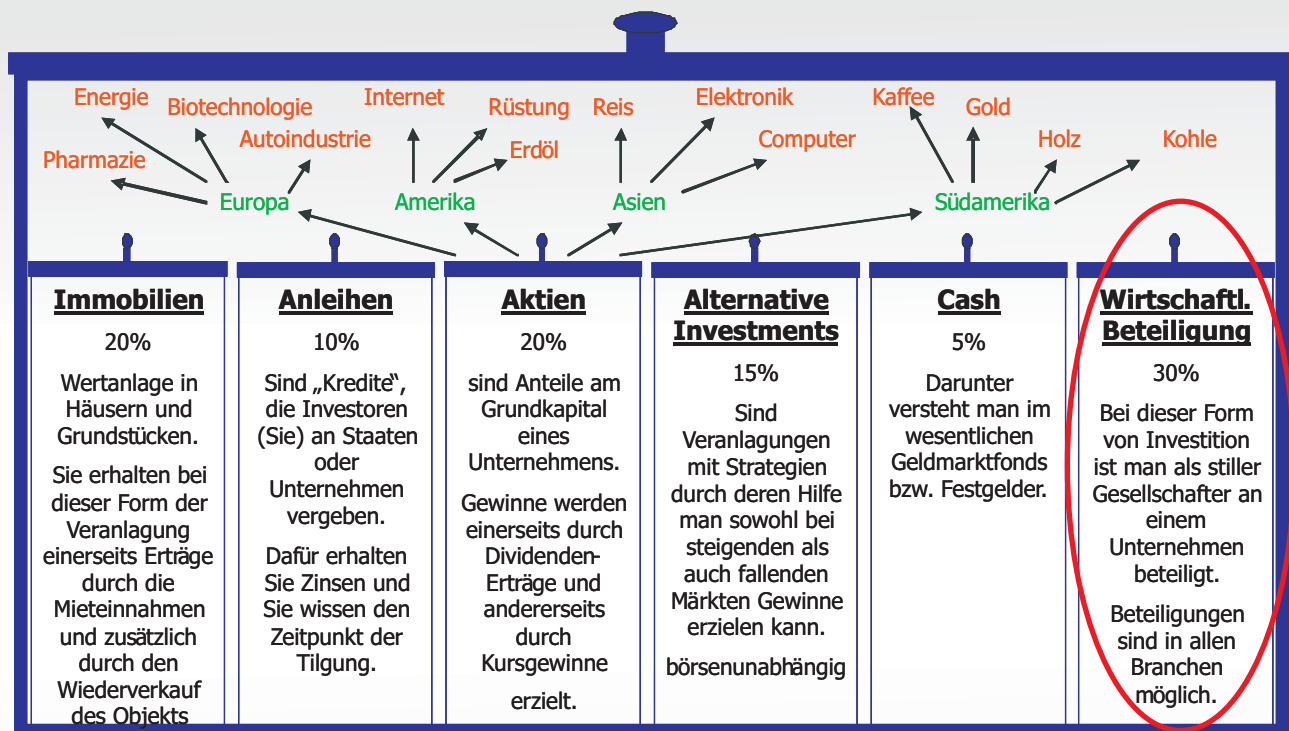 Energie
Biotechnologie
Autoindustrie
Pharmazie
Europa
Internet
Rüstung
Erdöl
Amerika
Reis
Elektronik
Computer
Asien
Kaffee
Gold
Holz
Kohle
Südamerika
Immobilien
20%
Wertanlage in
Häusern und
Grundstücken.
Sie erhalten bei
dieser Form der
Veranlagung
einerseits Erträge
durch die
Mieteinnahmen
und zusätzlich
durch den
Wiederverkauf
des Objekts
Anleihen
10%
Sind „Kredite“,
die Investoren
(Sie) an Staaten
oder
Unternehmen
vergeben.
Dafür erhalten
Sie Zinsen und
Sie wissen den
Zeitpunkt der
Tilgung.
Aktien
20%
sind Anteile am
Grundkapital
eines
Unternehmens.
Gewinne werden
einerseits durch
Dividenden-
Erträge und
andererseits
durch
Kursgewinne
erzielt.
Alternative
Investments
15%
Sind
Veranlagungen
mit Strategien
durch deren Hilfe
man sowohl bei
steigenden als
auch fallenden
Märkten Gewinne
erzielen kann.
börsenunabhängig
Cash
5%
Darunter
versteht man im
wesentlichen
Geldmarktfonds
bzw. Festgelder.
Wirtschaftl.
Beteiligung
30%
Bei dieser Form
von Investition
ist man als stiller
Gesellschafter an
einem
Unternehmen
beteiligt.
Beteiligungen
sind in allen
Branchen
möglich.